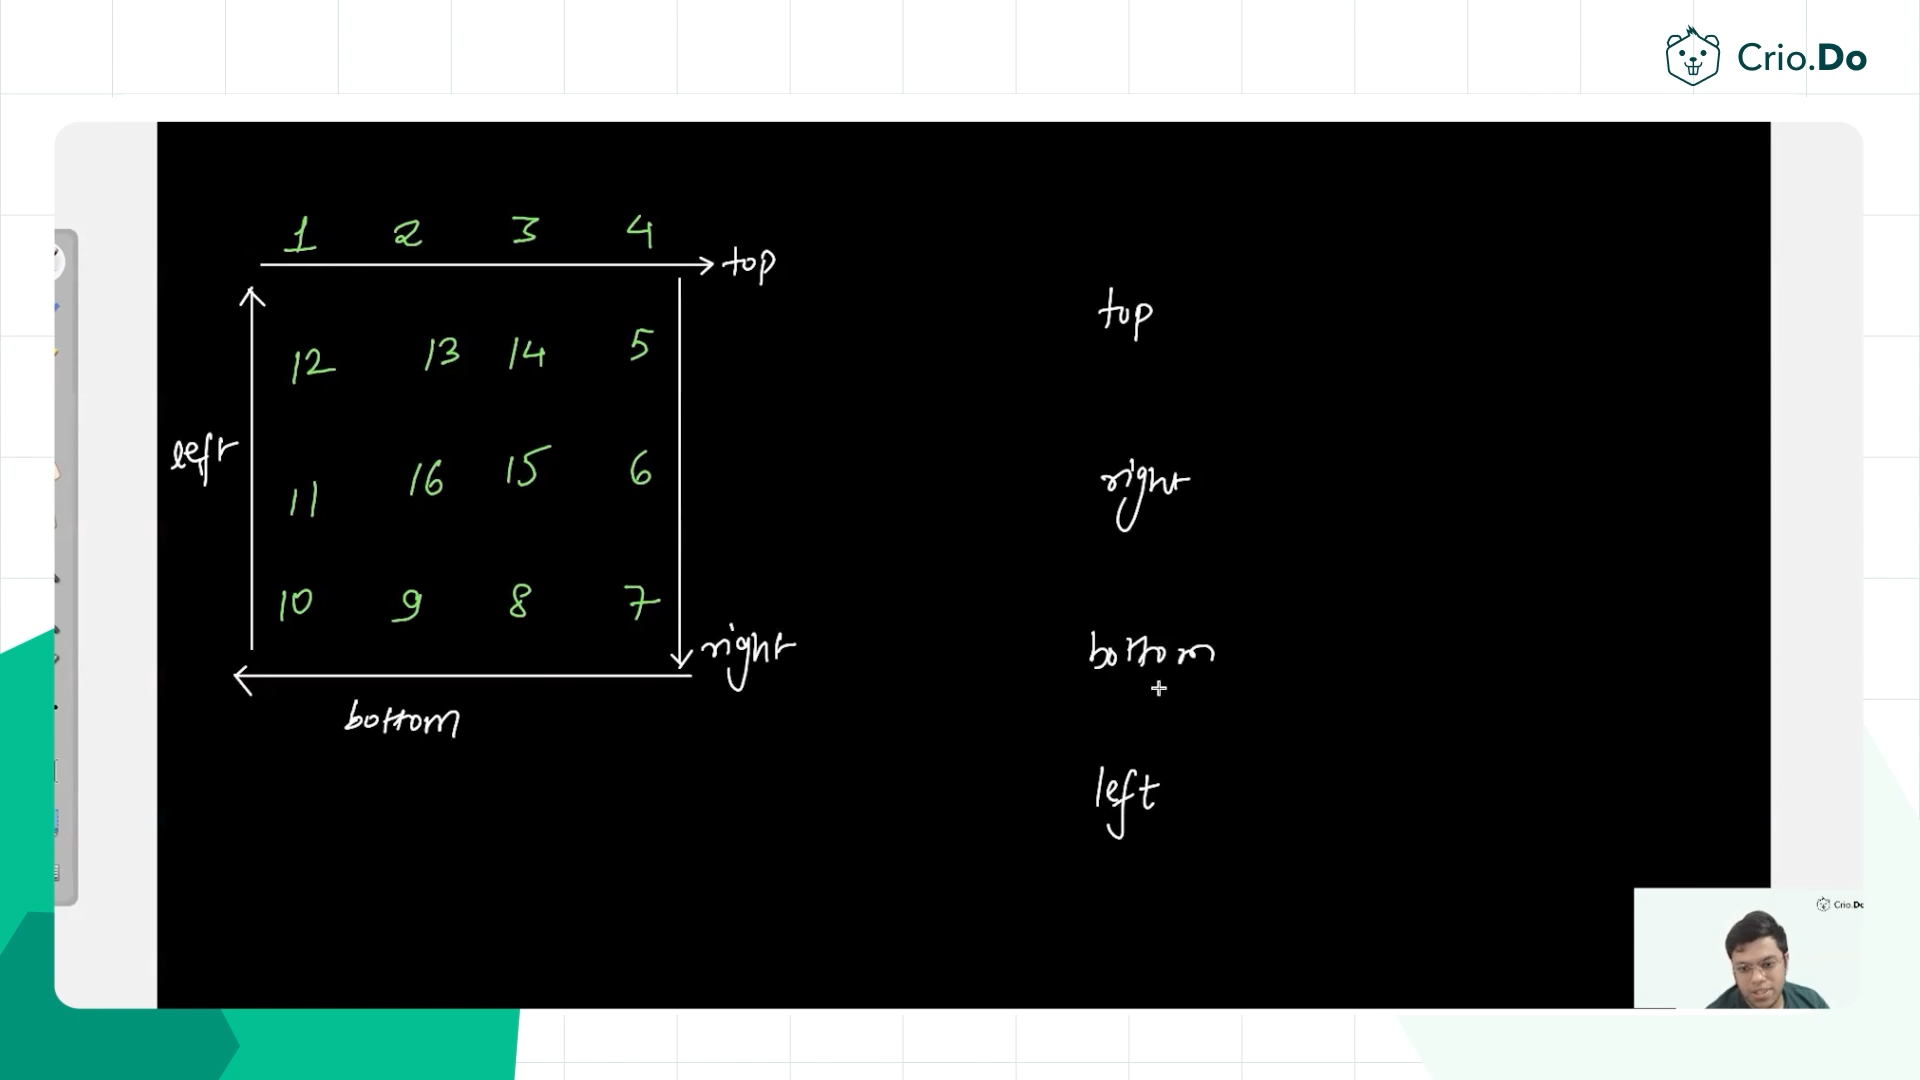 Crio.Do
1 2 3 4
top
12 13 14 5
left
11 16 15 6
10 9 8 7
right
bottom
top
right
bottom
left
Crio.Do